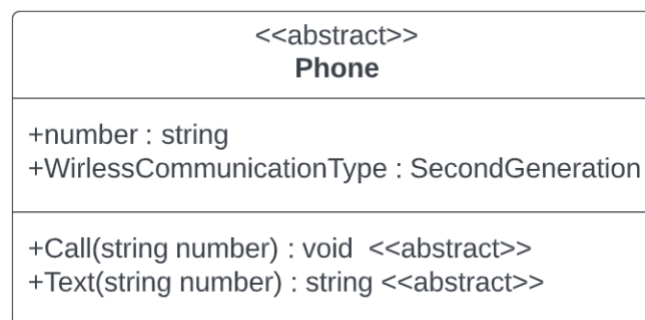 <<abstract>>
Phone
+number : string
+WirlessCommunicationType : SecondGeneration
+Call(string number) : void  <<abstract>>
+Text(string number) : string <<abstract>>